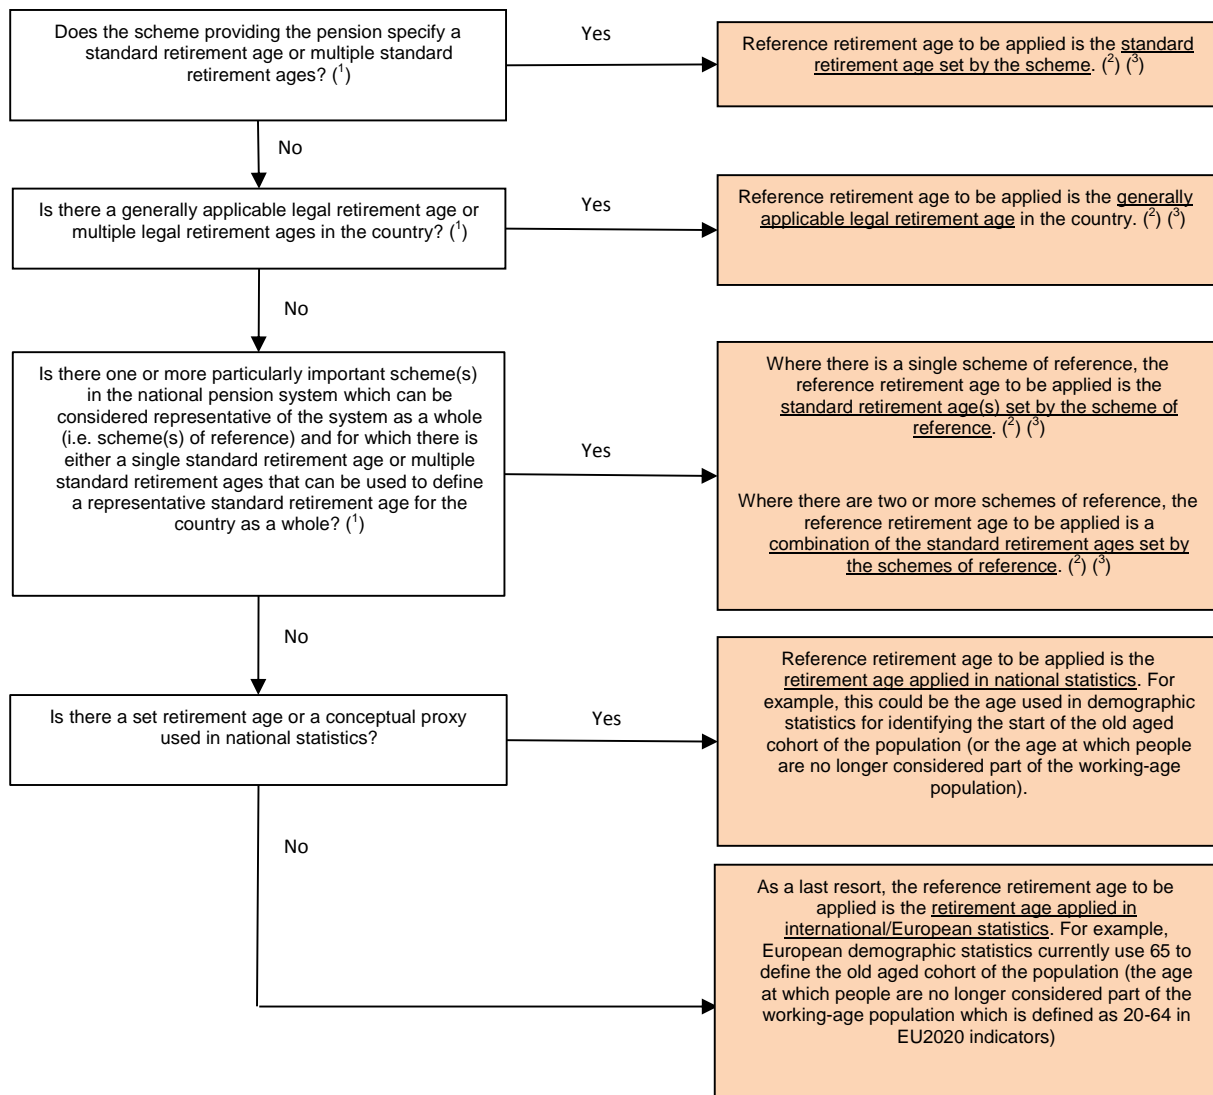 Does the scheme providing the pension specify a
standard retirement age or multiple standard
retirement ages? (1)
Yes
Reference retirement age to be applied is the standard
retirement age set by the scheme. (2) (3)
No
Is there a generally applicable legal retirement age or
multiple legal retirement ages in the country? (1)
Yes
Reference retirement age to be applied is the generally
applicable legal retirement age in the country. (2) (3)
No
Is there one or more particularly important scheme(s)
in the national pension system which can be
considered representative of the system as a whole
(i.e. scheme(s) of reference) and for which there is
either a single standard retirement age or multiple
standard retirement ages that can be used to define
a representative standard retirement age for the
country as a whole? (1)
Yes
Where there is a single scheme of reference, the
reference retirement age to be applied is the
standard retirement age(s) set by the scheme of
reference. (2) (3)
Where there are two or more schemes of reference, the
reference retirement age to be applied is a
combination of the standard retirement ages set by
the schemes of reference. (2) (3)
No
Is there a set retirement age or a conceptual proxy
used in national statistics?
Yes
Reference retirement age to be applied is the
retirement age applied in national statistics. For
example, this could be the age used in demographic
statistics for identifying the start of the old aged
cohort of the population (or the age at which people
are no longer considered part of the working-age
population).
No
As a last resort, the reference retirement age to be
applied is the retirement age applied in
international/European statistics. For example,
European demographic statistics currently use 65 to
define the old aged cohort of the population (the age
at which people are no longer considered part of the
working-age population which is defined as 20-64 in
EU2020 indicators)